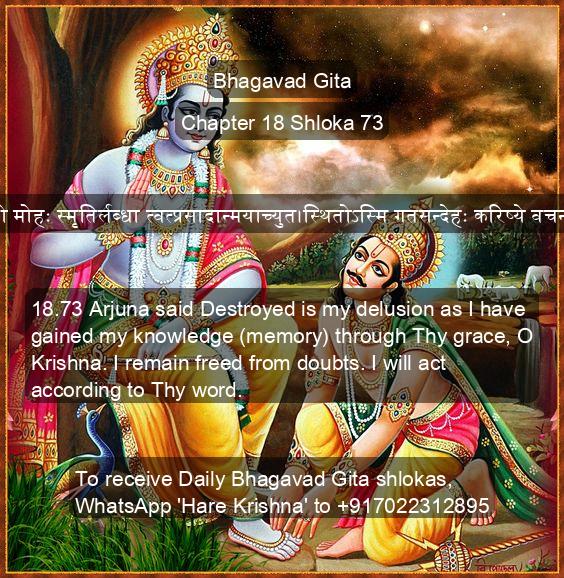 Bhagavad Gita
Chapter 18 Shloka 73
मोहः स्मृतिर्लब्धा त्वत्प्रसादान्मयाच्युत।स्थितोऽस्मि गतसन्देहः करिष्ये वचन
18.73 Arjuna said Destroyed is my delusion as I have
gained my knowledge (memory) through Thy grace, O
Krishna. I remain freed from doubts. I will act
according to Thy word.
To receive Daily Bhagavad Gita shlokas,
WhatsApp 'Hare Krishna' to +917022312895